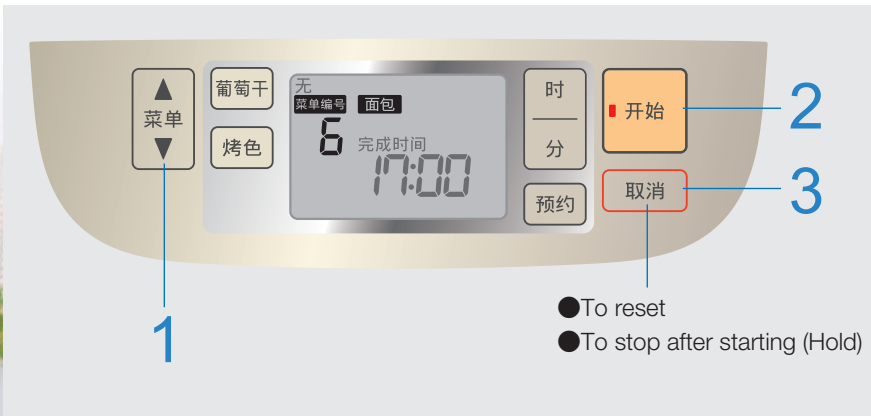 ▲
菜单
▼
葡萄干
烤色
无
菜单编号 面包
6
完成时间
17:00
时
分
预约
开始
取消
1
2
3
●To reset
●To stop after starting (Hold)